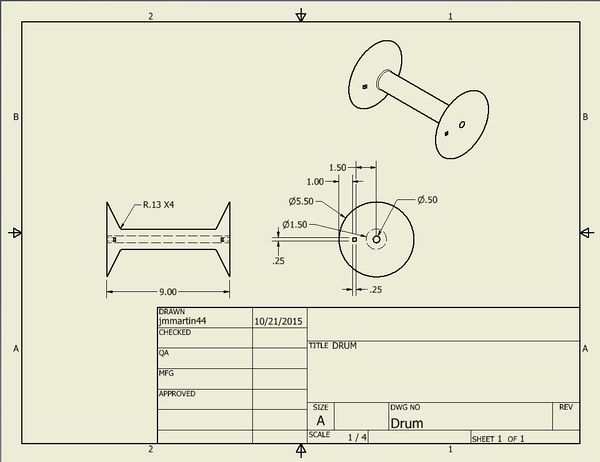 2
1
B
B
1.50
1.00
R.13 X4
Ø5.50
Ø.50
Ø1.50
.25
.25
9.00
DRAWN
jmmartin44
10/21/2015
CHECKED
QA
MFG
APPROVED
A
A
TITLE DRUM
SIZE
A
DWG NO
Drum
REV
SCALE
1 / 4
SHEET 1 OF 1
2
1